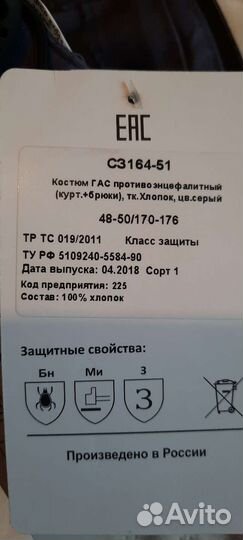 EAC
СЗ164-51
Костюм ГАС противоэнцефалитный
(курт.+брюки), тк.Хлопок, цв.серый
48-50/170-176
ТР ТС 019/2011 Класс защиты
ТУ РФ 5109240-5584-90
Дата выпуска: 04.2018 Сорт 1
Код предприятия: 225
Состав: 100% хлопок
Защитные свойства:
Бн Ми З
З
Произведено в России
Avito